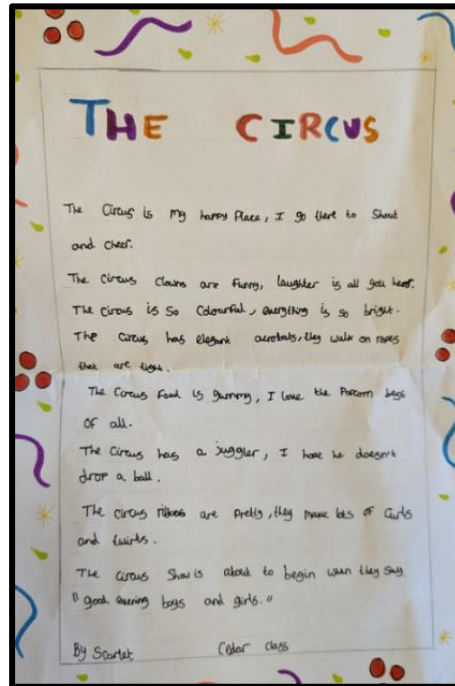 THE CIRCUS
The Circus is my happy Place, I go there to Shout
and cheer.
The Circus Clowns are funny, laughter is all you hear.
The circus is so Colourful, everything is so bright.
The circus has elegant acrobats, they walk on ropes
that are tight.
The Circus Food is yummy, I love the Popcorn best
OF all.
The Circus has a juggler, I hope he doesn't
drop a ball.
The circus ribbons are pretty, they make lots of Curls
and twirls.
The circus Show is about to begin when they say
"good evening boys and girls."
By Scarlet Cedar Class